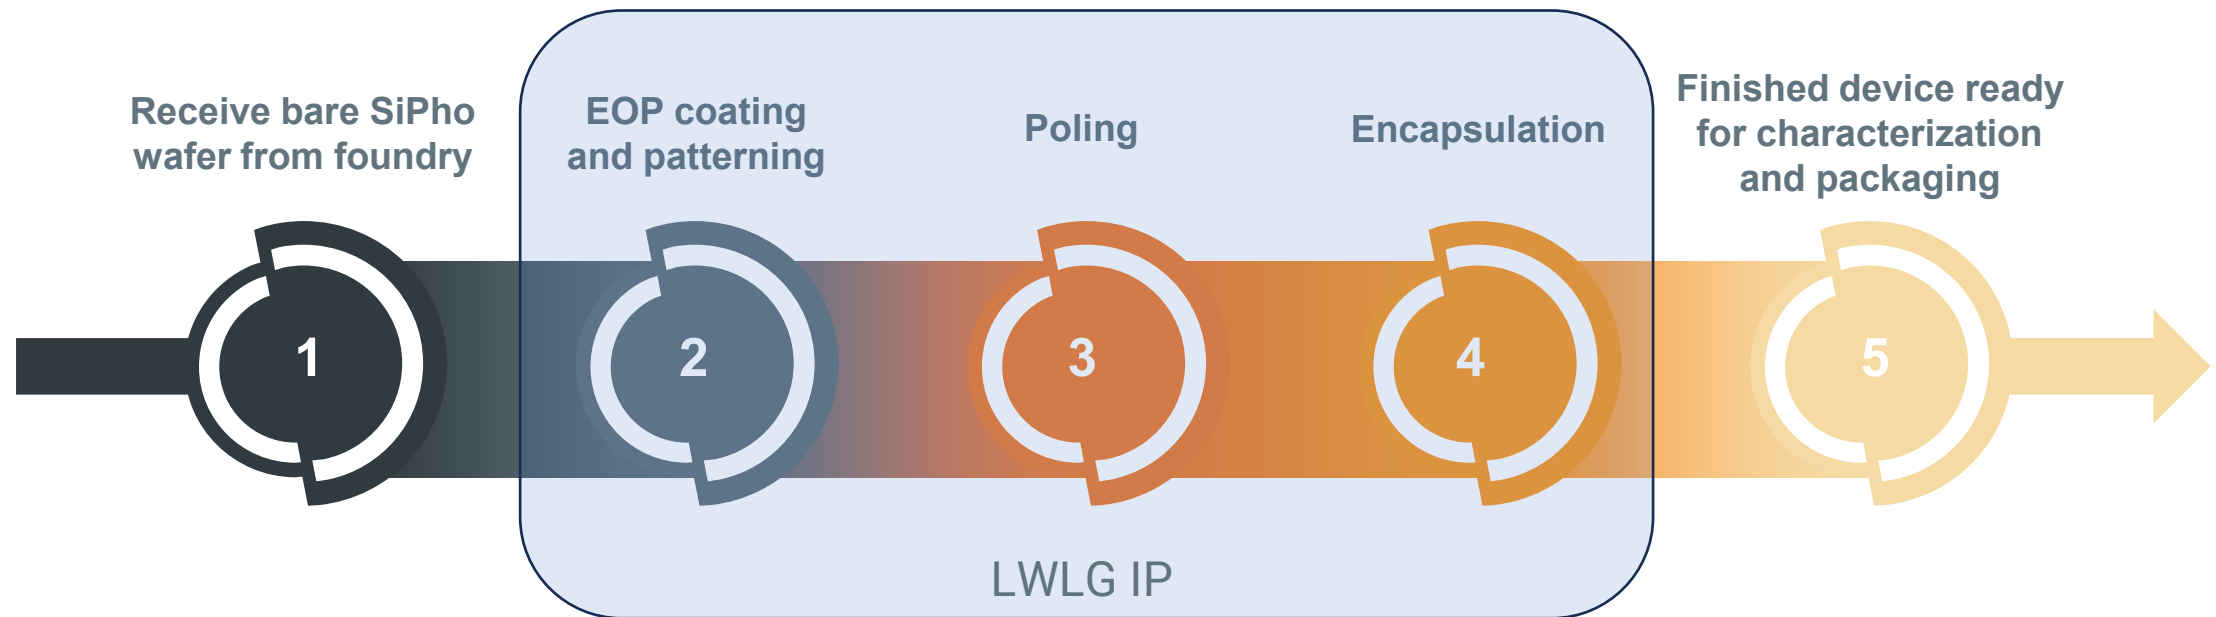 Receive bare SiPho
wafer from foundry
EOP coating
and patterning
Poling
Encapsulation
Finished device ready
for characterization
and packaging
1
2
3
4
5
LWLG IP